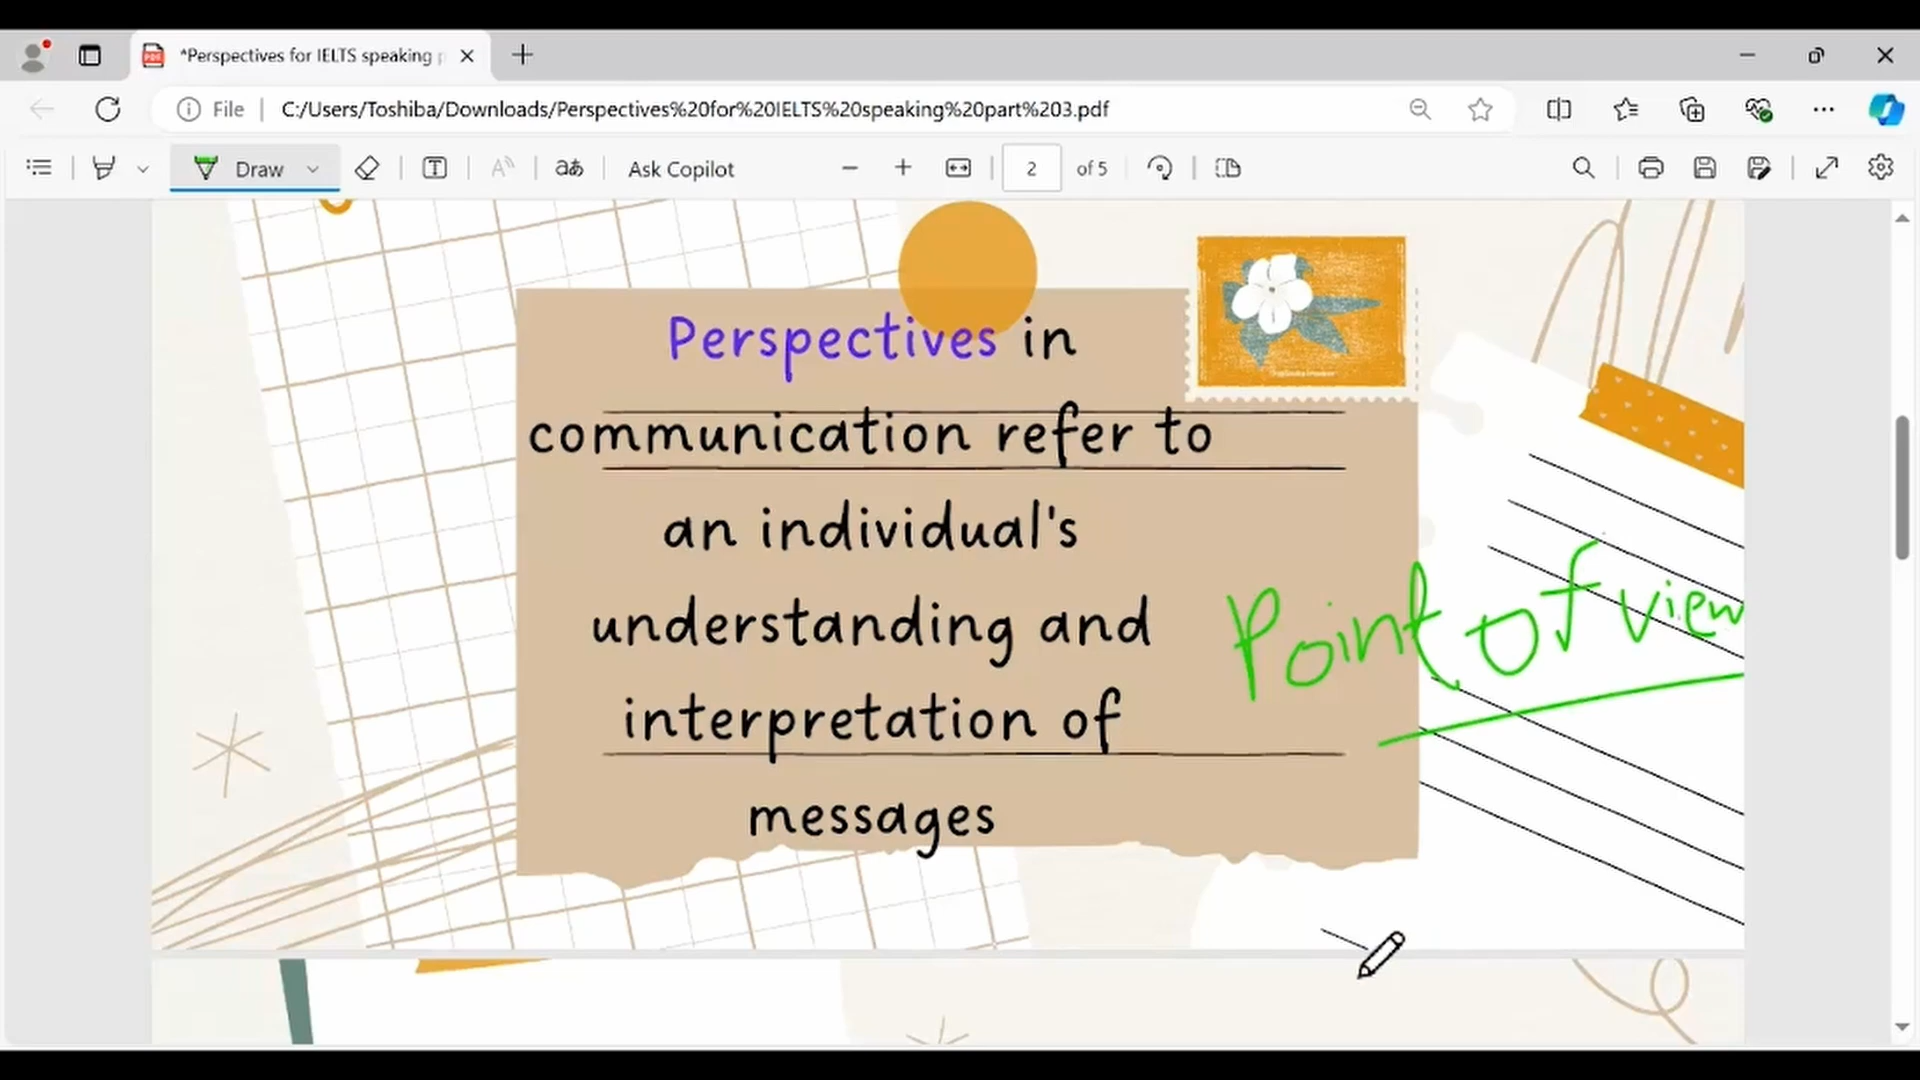 *Perspectives for IELTS speaking p
File
C:/Users/Toshiba/Downloads/Perspectives%20for%20IELTS%20speaking%20part%203.pdf
Draw
Ask Copilot
2 of 5
Perspectives in
communication refer to
an individual's
understanding and
interpretation of
messages
Point of view